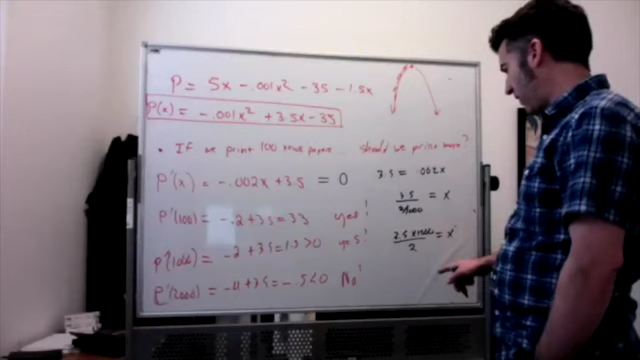 P = 5x - .001x² - 35 - 1.5x
P(x) = -.001x² + 3.5x - 35
• If we print 100 news papers... should we print more?
P'(x) = -.002x + 3.5 = 0
3.5 = .002x
P'(100) = -.2 + 3.5 = 3.3 yes!
3.5 / 2/1000 = x
P'(1000) = -2 + 3.5 = 1.5 > 0 yes!
3.5 x 1000 / 2 = x
P'(2000) = -4 + 3.5 = -.5 < 0 No!